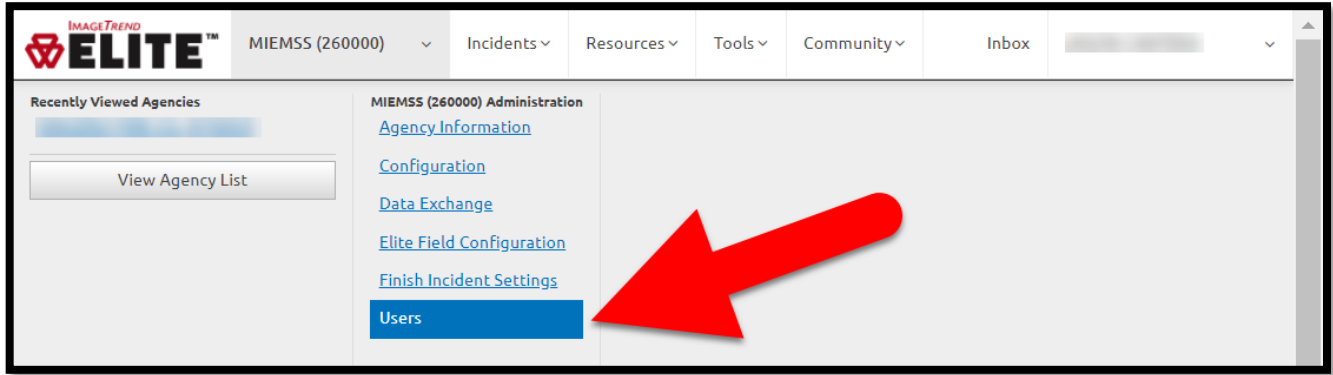 IMAGETREND
ELITE™
MIEMSS (260000)
Incidents
Resources
Tools
Community
Inbox
Recently Viewed Agencies
View Agency List
MIEMSS (260000) Administration
Agency Information
Configuration
Data Exchange
Elite Field Configuration
Finish Incident Settings
Users